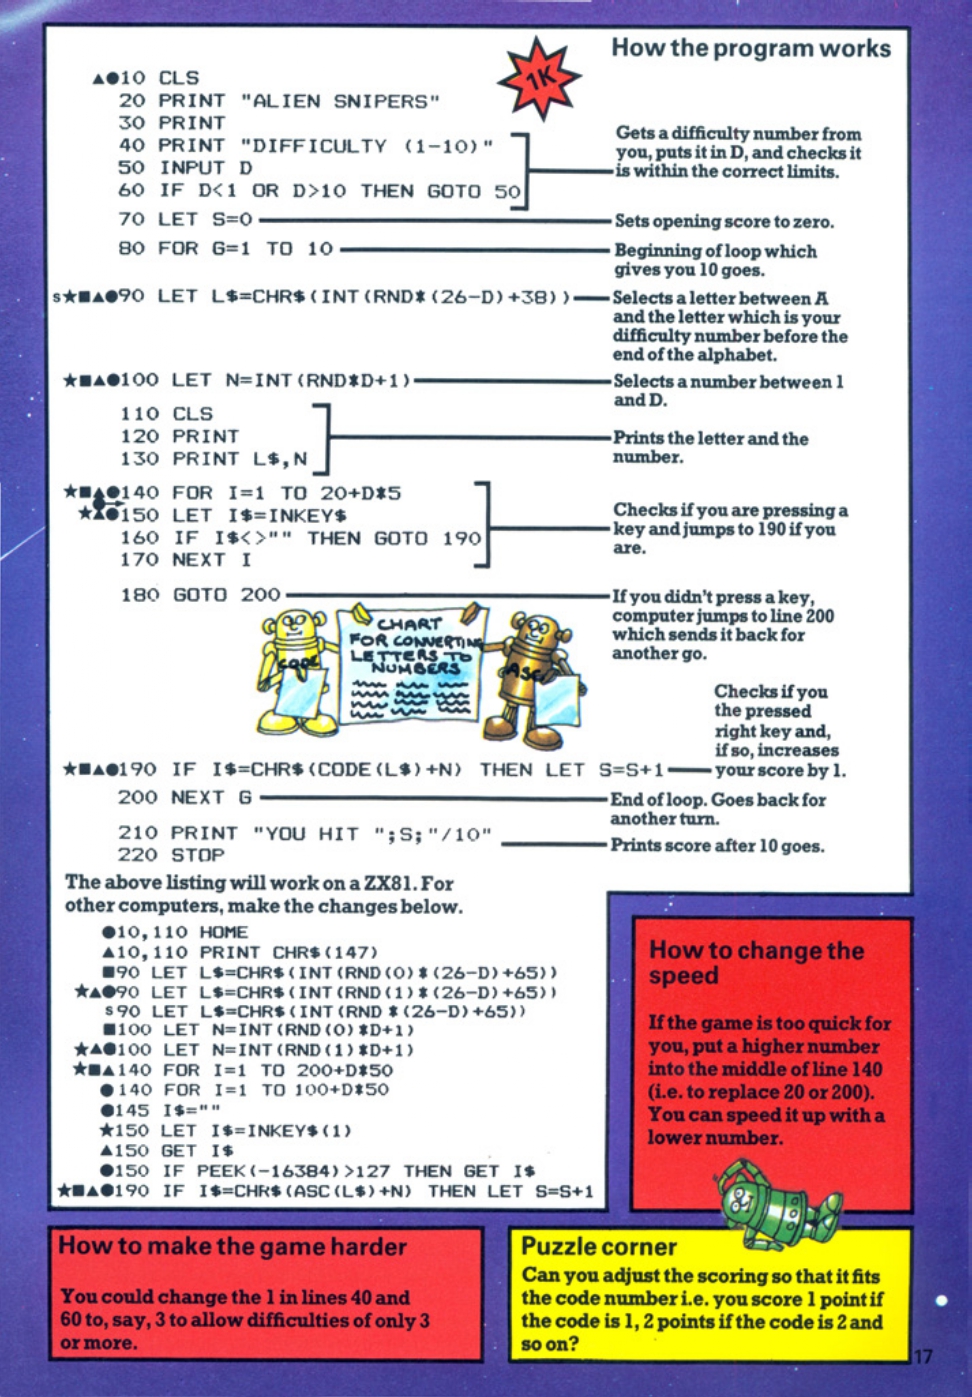 How the program works
1K
▲●10 CLS
20 PRINT "ALIEN SNIPERS"
30 PRINT
40 PRINT "DIFFICULTY (1-10)"
50 INPUT D
60 IF D<1 OR D>10 THEN GOTO 50
Gets a difficulty number from
you, puts it in D, and checks it
is within the correct limits.
70 LET S=0
Sets opening score to zero.
80 FOR G=1 TO 10
Beginning of loop which
gives you 10 goes.
s★■▲●90 LET L$=CHR$(INT(RND*(26-D)+38))
Selects a letter between A
and the letter which is your
difficulty number before the
end of the alphabet.
★■▲●100 LET N=INT(RND*D+1)
Selects a number between 1
and D.
110 CLS
120 PRINT
130 PRINT L$,N
Prints the letter and the
number.
★■▲●140 FOR I=1 TO 20+D*5
★▲●150 LET I$=INKEY$
160 IF I$<>"" THEN GOTO 190
170 NEXT I
Checks if you are pressing a
key and jumps to 190 if you
are.
180 GOTO 200
If you didn't press a key,
computer jumps to line 200
which sends it back for
another go.
CHART
FOR CONVERTING
LETTERS TO
NUMBERS
CODE
ASCII
Checks if you
the pressed
right key and,
if so, increases
your score by 1.
★■▲●190 IF I$=CHR$(CODE(L$)+N) THEN LET S=S+1
200 NEXT G
End of loop. Goes back for
another turn.
210 PRINT "YOU HIT ";S;"/10"
220 STOP
Prints score after 10 goes.
The above listing will work on a ZX81. For
other computers, make the changes below.
●10,110 HOME
▲10,110 PRINT CHR$(147)
■90 LET L$=CHR$(INT(RND(0)*(26-D)+65))
★▲●90 LET L$=CHR$(INT(RND(1)*(26-D)+65))
s90 LET L$=CHR$(INT(RND *(26-D)+65))
■100 LET N=INT(RND(0)*D+1)
★▲●100 LET N=INT(RND(1)*D+1)
★■▲140 FOR I=1 TO 200+D*50
●140 FOR I=1 TO 100+D*50
●145 I$=""
★150 LET I$=INKEY$(1)
▲150 GET I$
●150 IF PEEK(-16384)>127 THEN GET I$
★■▲●190 IF I$=CHR$(ASC(L$)+N) THEN LET S=S+1
How to change the
speed
If the game is too quick for
you, put a higher number
into the middle of line 140
(i.e. to replace 20 or 200).
You can speed it up with a
lower number.
How to make the game harder
You could change the 1 in lines 40 and
60 to, say, 3 to allow difficulties of only 3
or more.
Puzzle corner
Can you adjust the scoring so that it fits
the code number i.e. you score 1 point if
the code is 1, 2 points if the code is 2 and
so on?
17